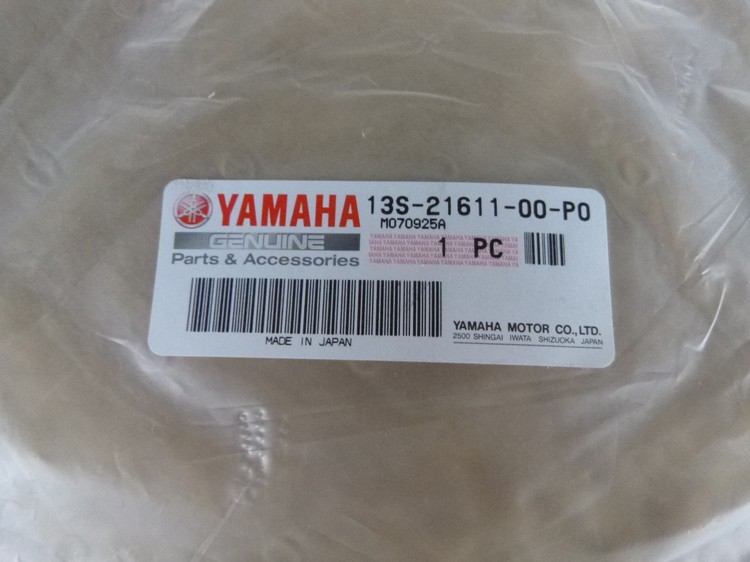 YAMAHA 13S-21611-00-P0
M070925A
GENUINE
1 PC
Parts & Accessories
MADE IN JAPAN
YAMAHA MOTOR CO.,LTD.
2500 SHINGAI IWATA SHIZUOKA JAPAN